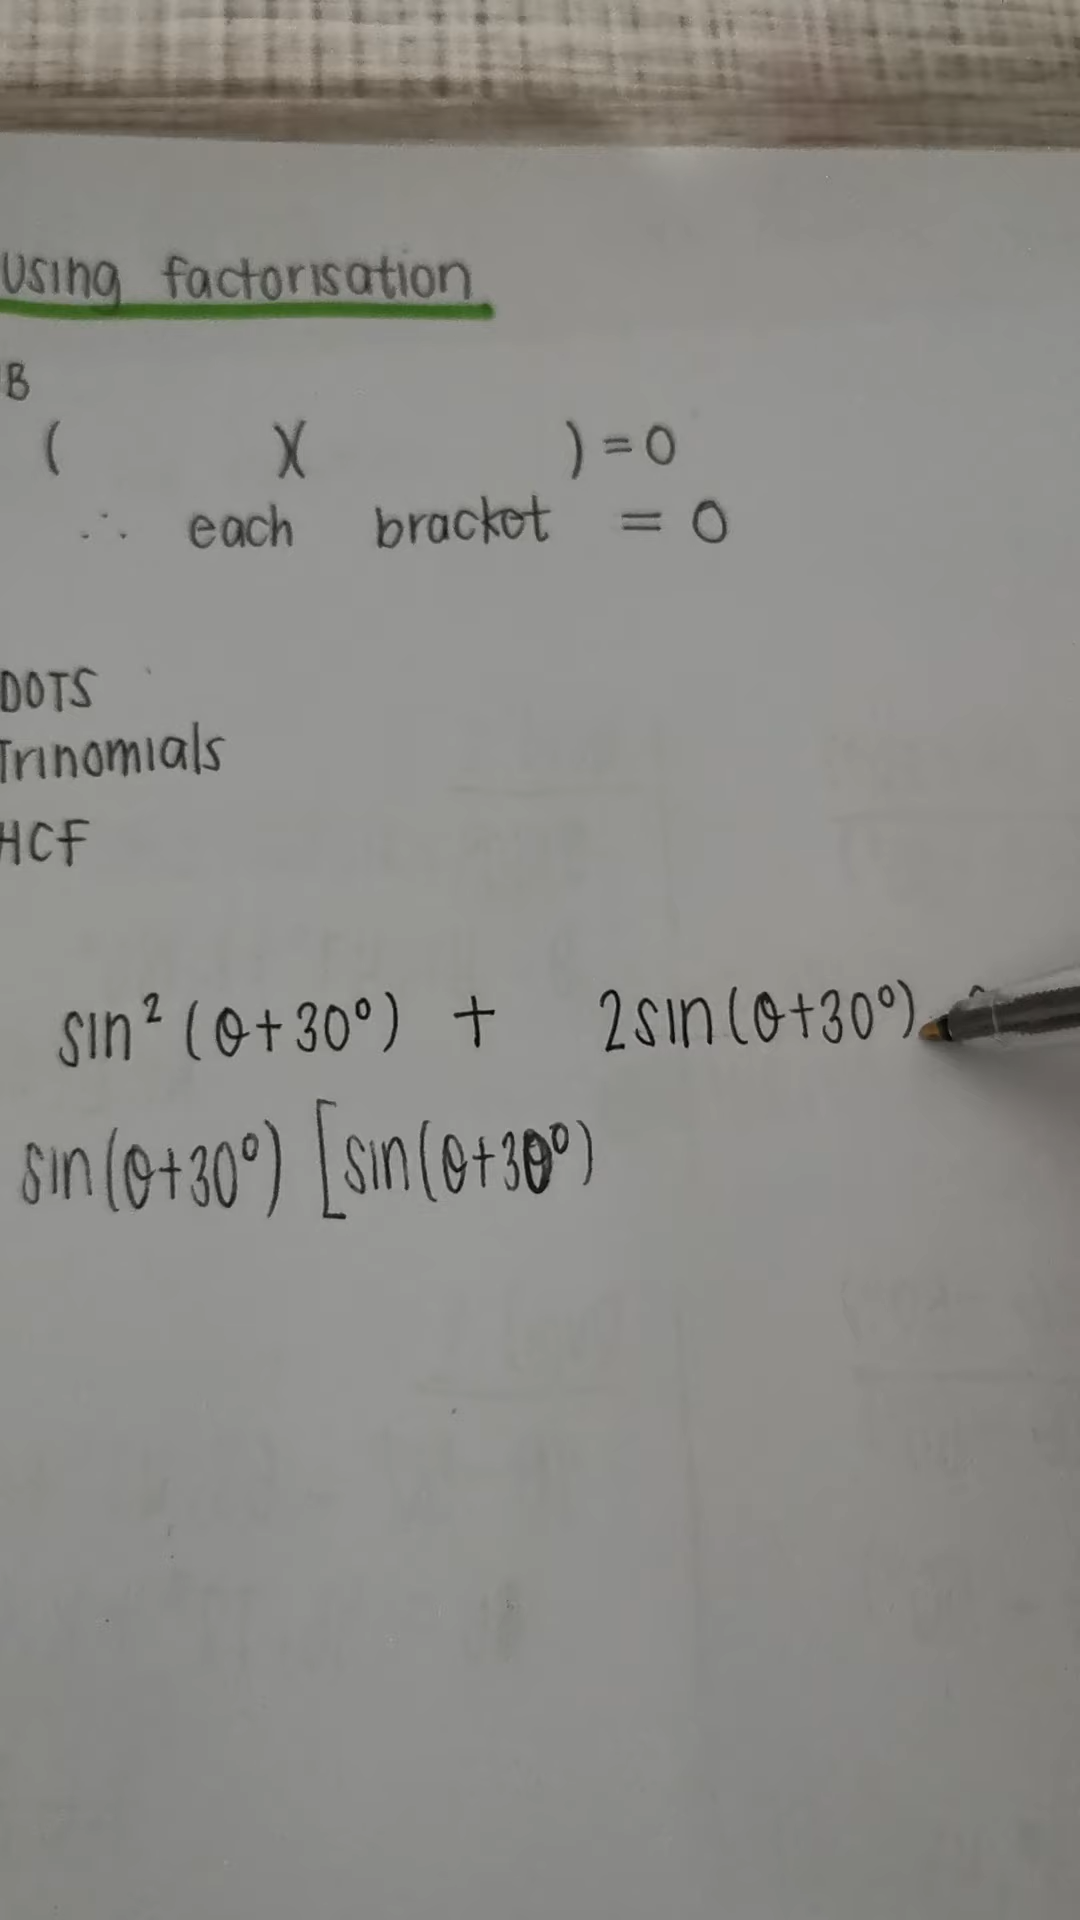 Using factorisation
B
(          )(          ) = 0
∴ each bracket = 0
DOTS
Trinomials
HCF
sin² (θ+30°) + 2sin(θ+30°)
sin(θ+30°) [sin(θ+30°)